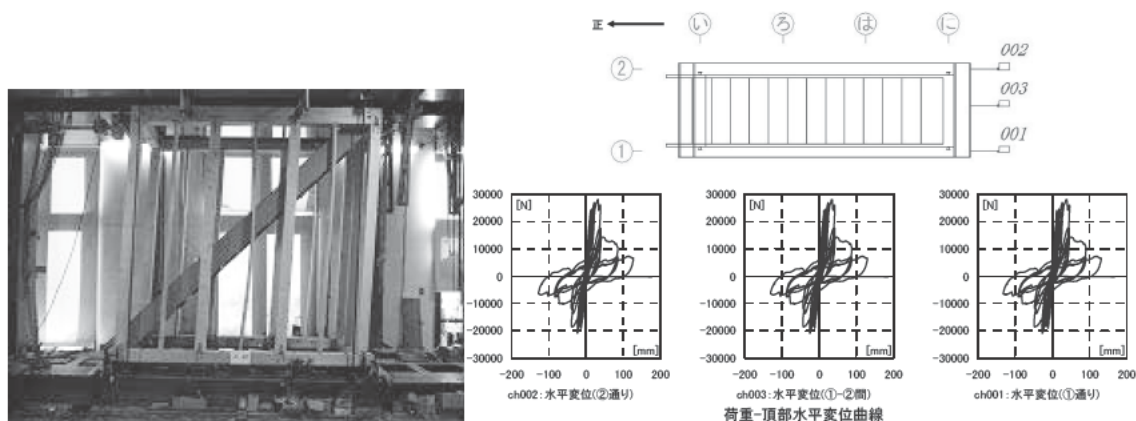 正 い ろ は に
002
②
003
①
001
30000 [N] 30000 [N] 30000 [N]
20000 20000 20000
10000 10000 10000
0 0 0
-10000 -10000 -10000
-20000 -20000 -20000
-30000 [mm] -30000 [mm] -30000 [mm]
-200 -100 0 100 200 -200 -100 0 100 200 -200 -100 0 100 200
ch002:水平変位(②通り) ch003:水平変位(①-②間) ch001:水平変位(①通り)
荷重-頂部水平変位曲線